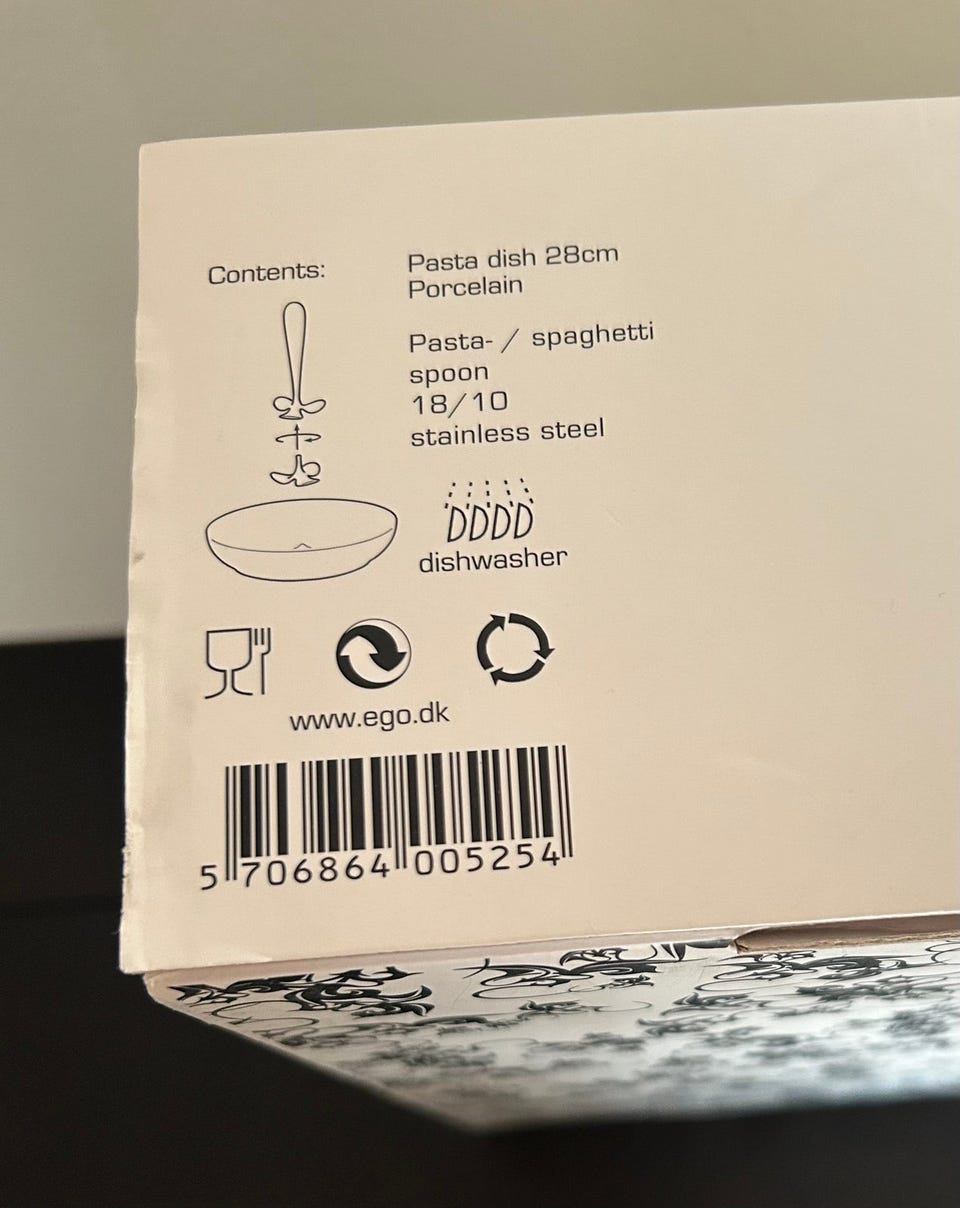 Contents:
Pasta dish 28cm
Porcelain
Pasta- / spaghetti
spoon
18/10
stainless steel
dishwasher
www.ego.dk
5 706864 005254